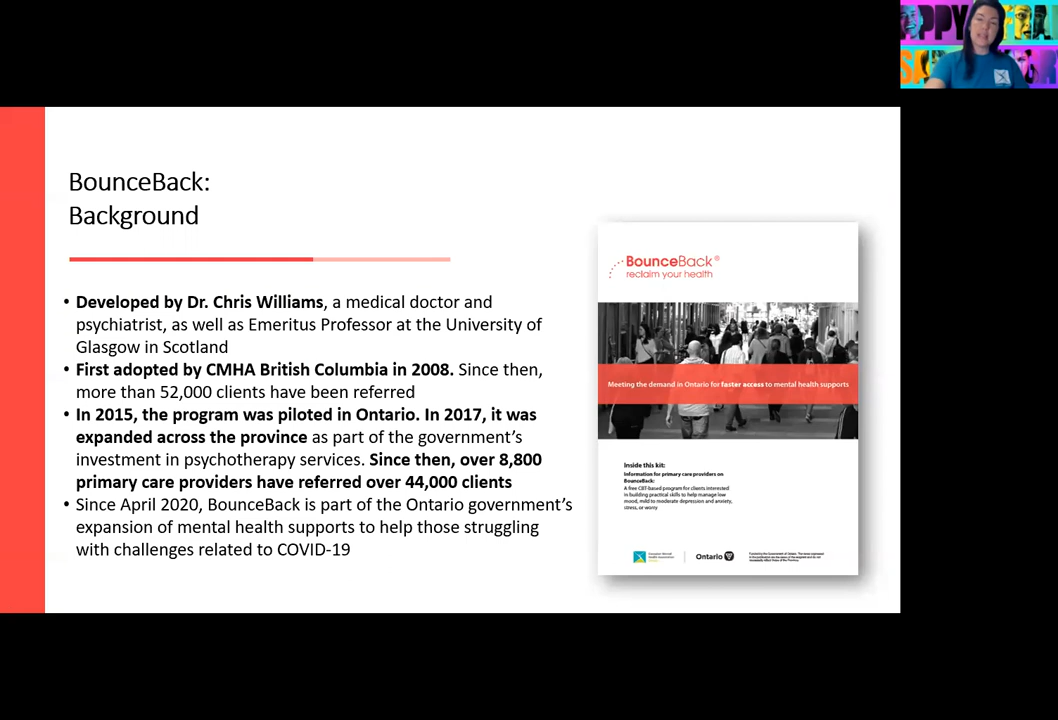 BounceBack:
Background
• Developed by Dr. Chris Williams, a medical doctor and
psychiatrist, as well as Emeritus Professor at the University of
Glasgow in Scotland
• First adopted by CMHA British Columbia in 2008. Since then,
more than 52,000 clients have been referred
• In 2015, the program was piloted in Ontario. In 2017, it was
expanded across the province as part of the government's
investment in psychotherapy services. Since then, over 8,800
primary care providers have referred over 44,000 clients
• Since April 2020, BounceBack is part of the Ontario government's
expansion of mental health supports to help those struggling
with challenges related to COVID-19
BounceBack®
reclaim your health
Meeting the demand in Ontario for faster access to mental health supports
Inside this kit:
Information for primary care providers on
BounceBack:
A free CBT-based program for clients interested
in building practical skills to help manage low
mood, mild to moderate depression and anxiety,
stress, or worry
Canadian Mental
Health Association
Ontario